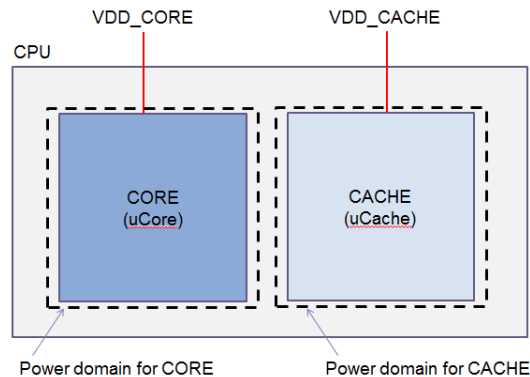 VDD_CORE
VDD_CACHE
CPU
CORE
(uCore)
CACHE
(uCache)
Power domain for CORE
Power domain for CACHE